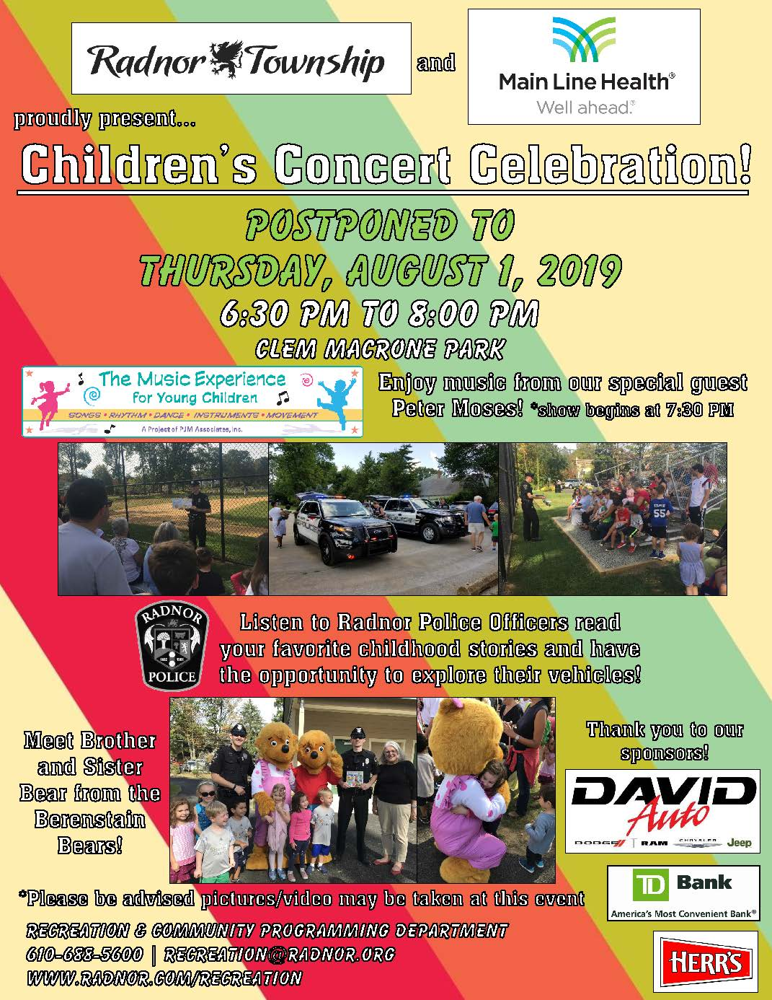 Radnor Township
and
Main Line Health®
Well ahead.®
proudly present...
Children's Concert Celebration!
POSTPONED TO
THURSDAY, AUGUST 1, 2019
6:30 PM TO 8:00 PM
CLEM MACRONE PARK
The Music Experience
for Young Children
SONGS • RHYTHM • DANCE • INSTRUMENTS • MOVEMENT
A Project of PJM Associates, Inc.
Enjoy music from our special guest
Peter Moses! *show begins at 7:30 PM
POLICE
55
RADNOR
1682 1901
POLICE
Listen to Radnor Police Officers read
your favorite childhood stories and have
the opportunity to explore their vehicles!
Meet Brother
and Sister
Bear from the
Berenstain
Bears!
Thank you to our
sponsors!
DAVID
Auto
DODGE RAM CHRYSLER Jeep
TD Bank
America's Most Convenient Bank®
HERR'S
*Please be advised pictures/video may be taken at this event
RECREATION & COMMUNITY PROGRAMMING DEPARTMENT
610-688-5600 | RECREATION@RADNOR.ORG
WWW.RADNOR.COM/RECREATION